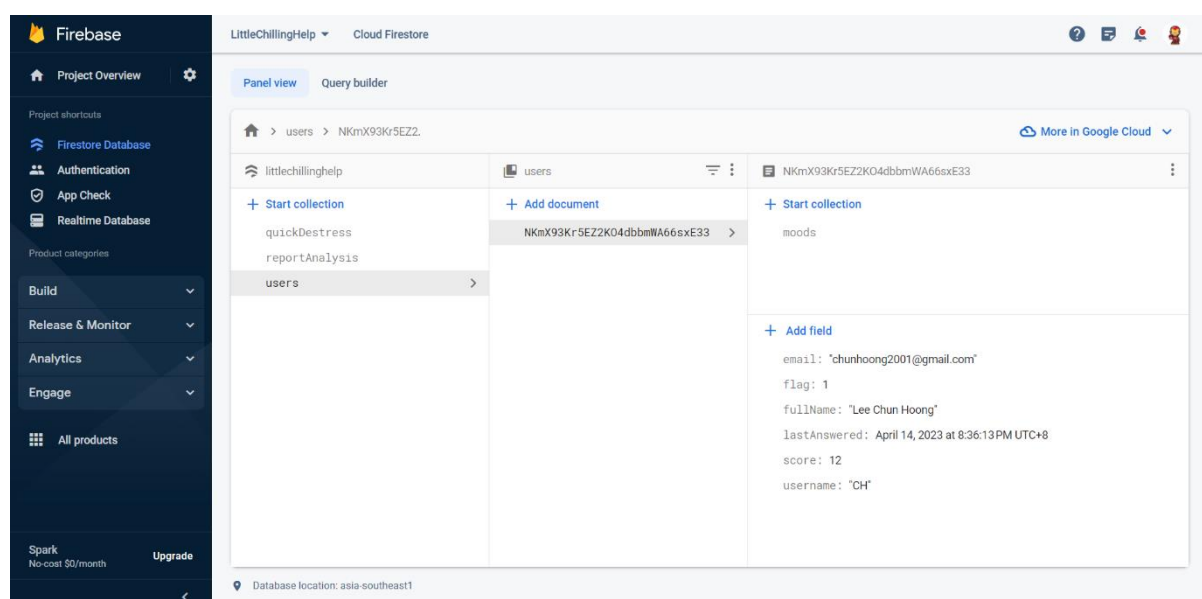 Firebase
Project Overview
Project shortcuts
Firestore Database
Authentication
App Check
Realtime Database
Product categories
Build
Release & Monitor
Analytics
Engage
All products
Spark
No-cost $0/month
Upgrade
LittleChillingHelp
Cloud Firestore
Panel view
Query builder
users > NKmX93Kr5EZ2.
More in Google Cloud
littlechillinghelp
+ Start collection
quickDestress
reportAnalysis
users
users
+ Add document
NKmX93Kr5EZ2KO4dbbmWA66sxE33
NKmX93Kr5EZ2KO4dbbmWA66sxE33
+ Start collection
moods
+ Add field
email: "chunhoong2001@gmail.com"
flag: 1
fullName: "Lee Chun Hoong"
lastAnswered: April 14, 2023 at 8:36:13 PM UTC+8
score: 12
username: "CH"
Database location: asia-southeast1